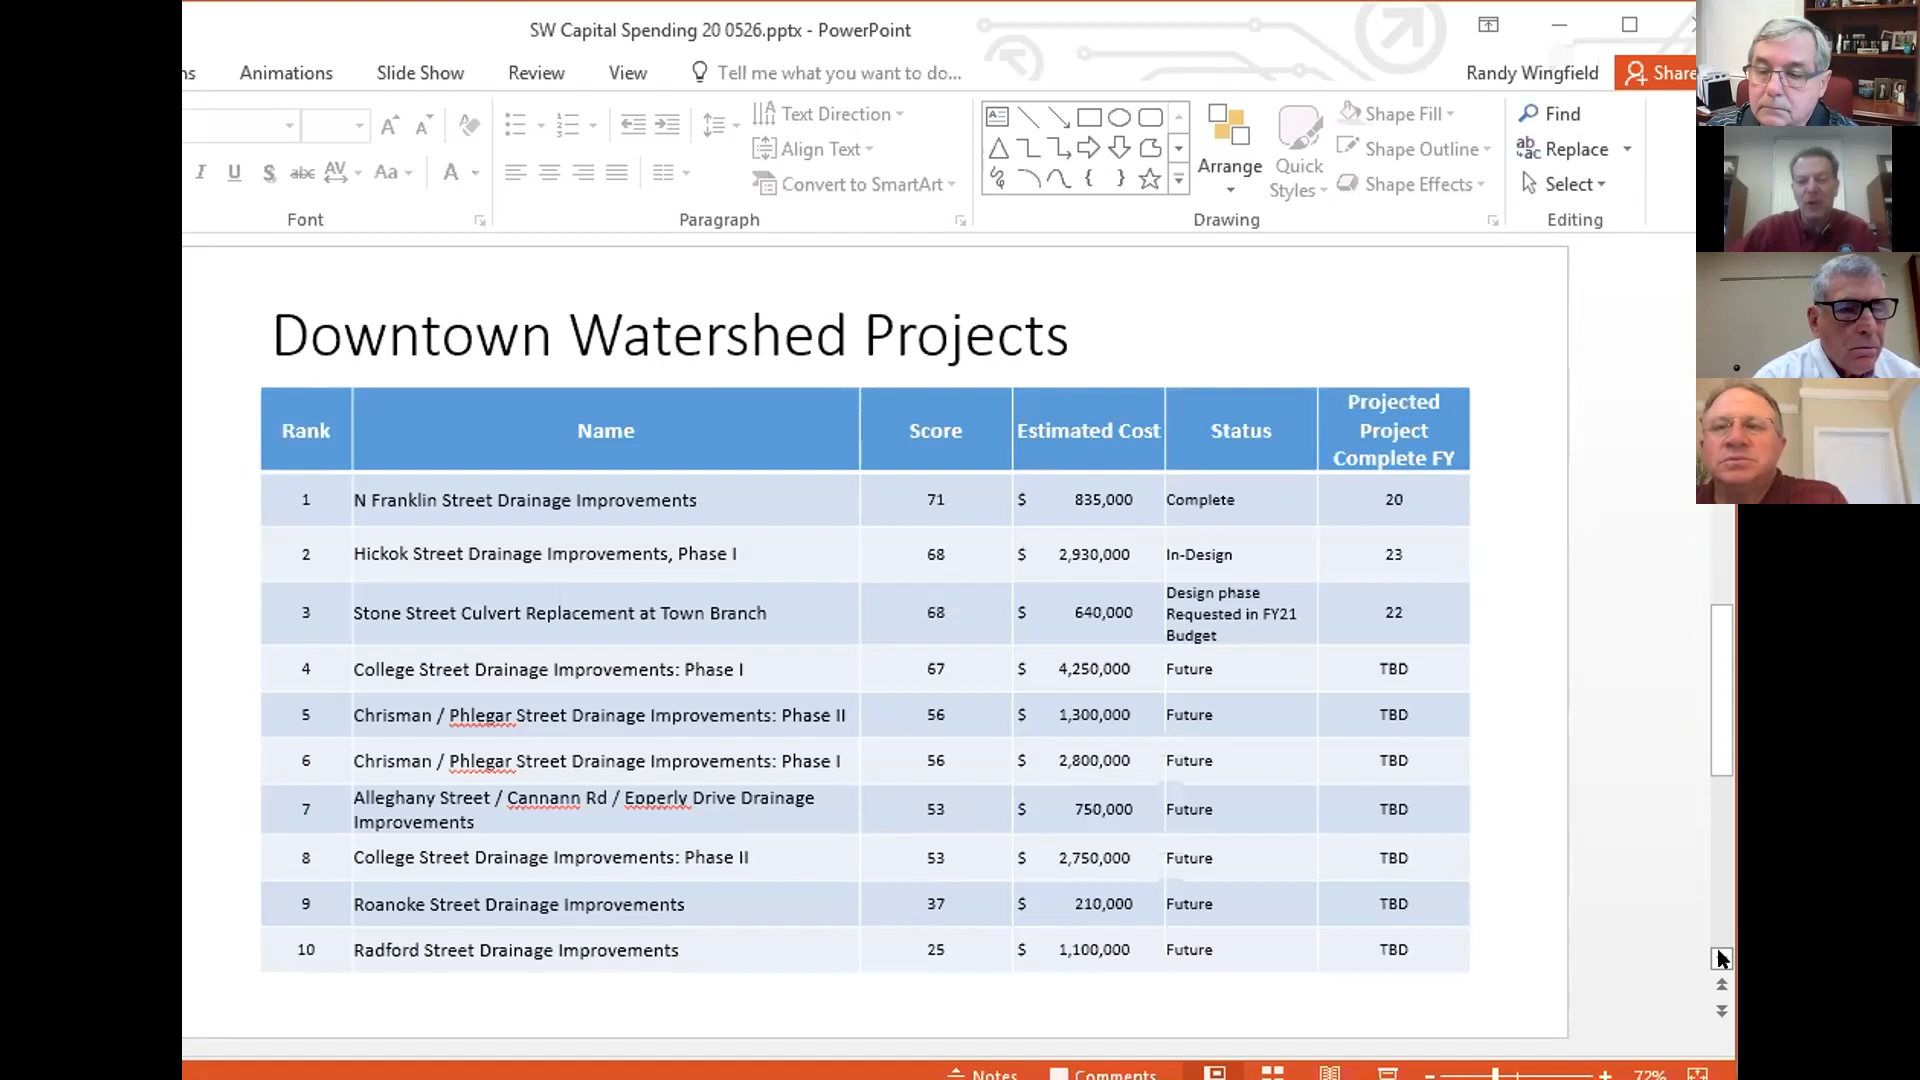 SW Capital Spending 20 0526.pptx - PowerPoint
ns Animations Slide Show Review View Tell me what you want to do... Randy Wingfield Share
Text Direction
Align Text
Convert to SmartArt
Arrange
Quick
Styles
Shape Fill
Shape Outline
Shape Effects
Find
Replace
Select
Font Paragraph Drawing Editing
Downtown Watershed Projects
Rank Name Score Estimated Cost Status Projected
Project
Complete FY
1 N Franklin Street Drainage Improvements 71 $ 835,000 Complete 20
2 Hickok Street Drainage Improvements, Phase I 68 $ 2,930,000 In-Design 23
3 Stone Street Culvert Replacement at Town Branch 68 $ 640,000 Design phase
Requested in FY21
Budget
22
4 College Street Drainage Improvements: Phase I 67 $ 4,250,000 Future TBD
5 Chrisman / Phlegar Street Drainage Improvements: Phase II 56 $ 1,300,000 Future TBD
6 Chrisman / Phlegar Street Drainage Improvements: Phase I 56 $ 2,800,000 Future TBD
7 Alleghany Street / Cannann Rd / Epperly Drive Drainage
Improvements 53 $ 750,000 Future TBD
8 College Street Drainage Improvements: Phase II 53 $ 2,750,000 Future TBD
9 Roanoke Street Drainage Improvements 37 $ 210,000 Future TBD
10 Radford Street Drainage Improvements 25 $ 1,100,000 Future TBD
Notes Comments 72%